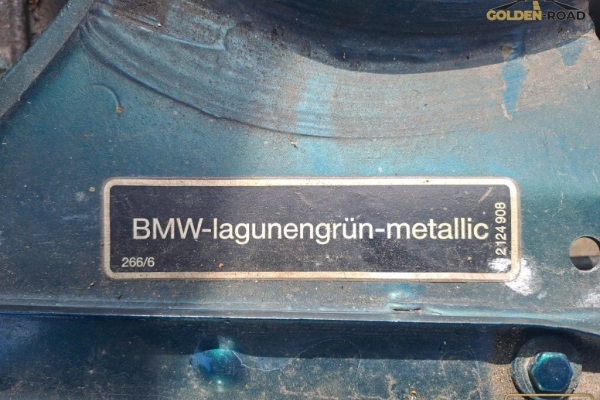 GOLDEN ROAD
BMW-lagunengrün-metallic
266/6
2124908